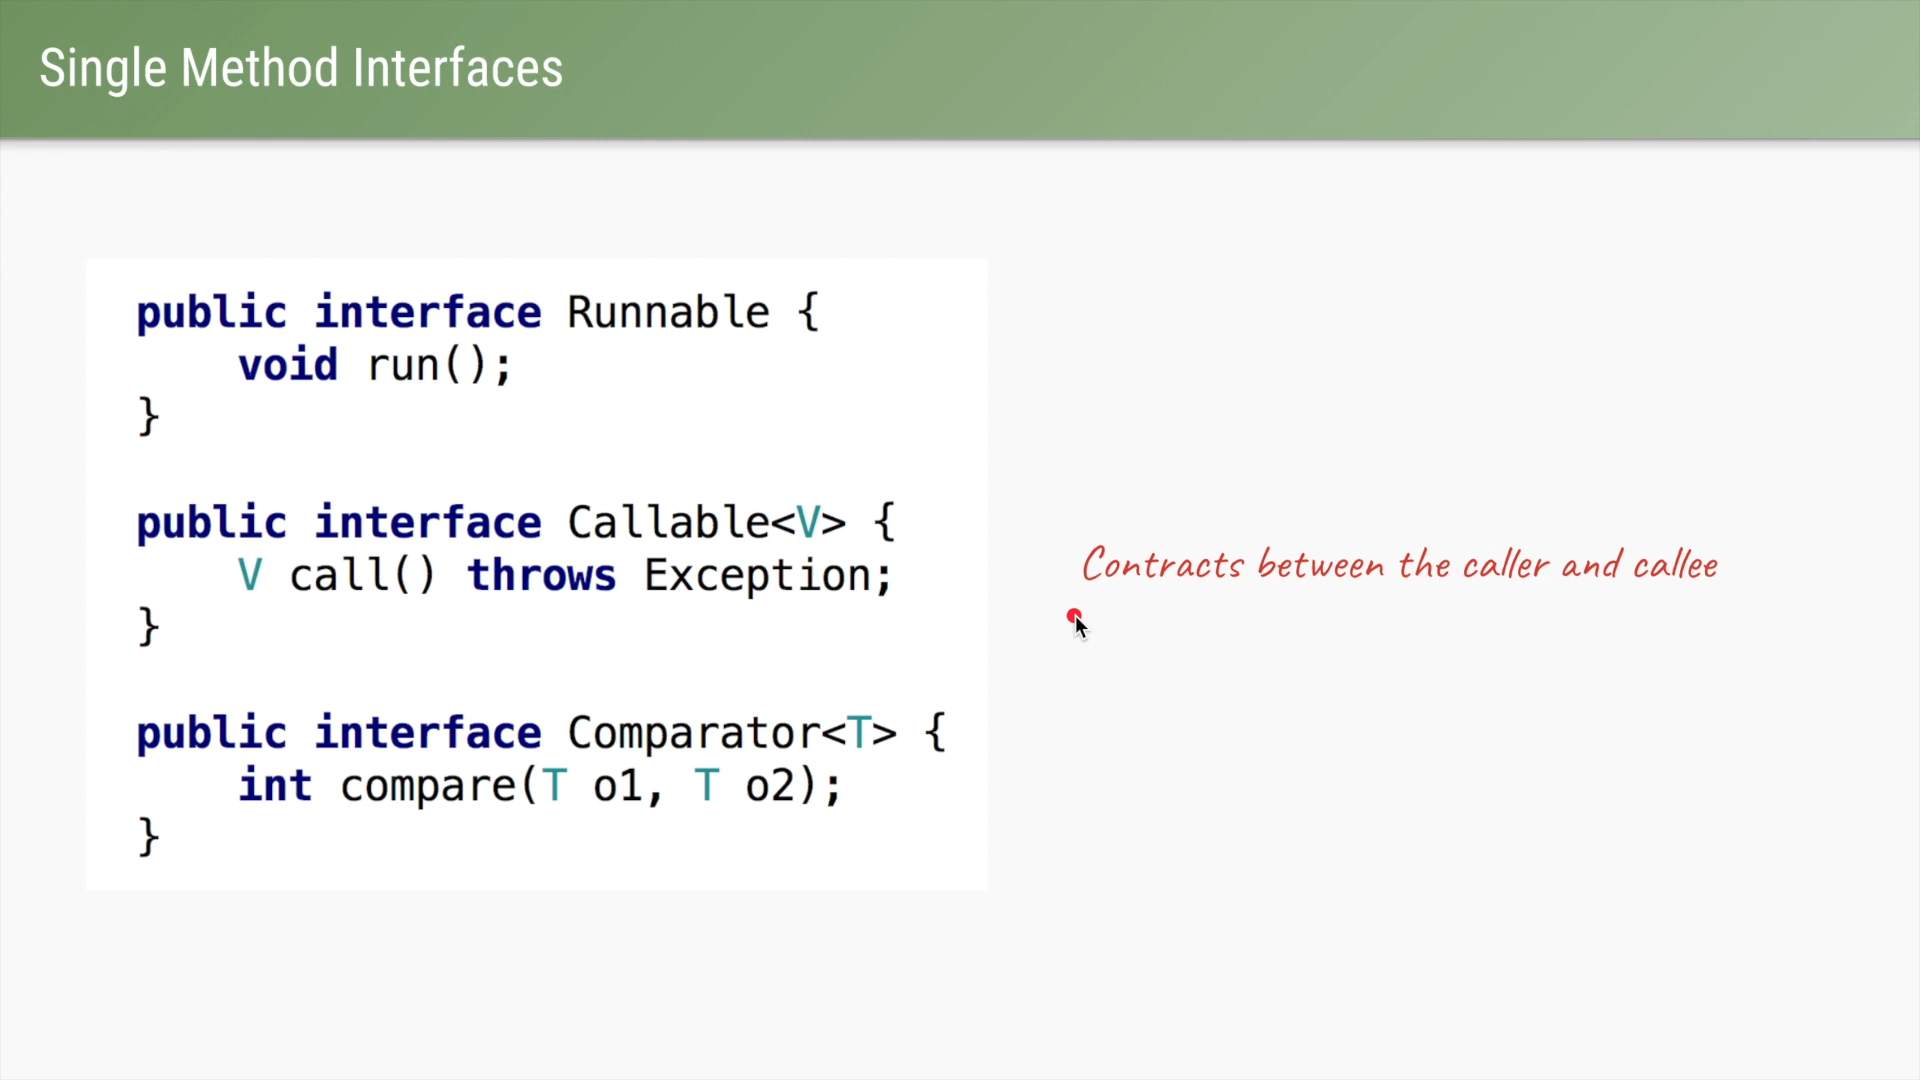 Single Method Interfaces
public interface Runnable {
void run();
}
public interface Callable<V> {
V call() throws Exception;
}
public interface Comparator<T> {
int compare(T o1, T o2);
}
Contracts between the caller and callee